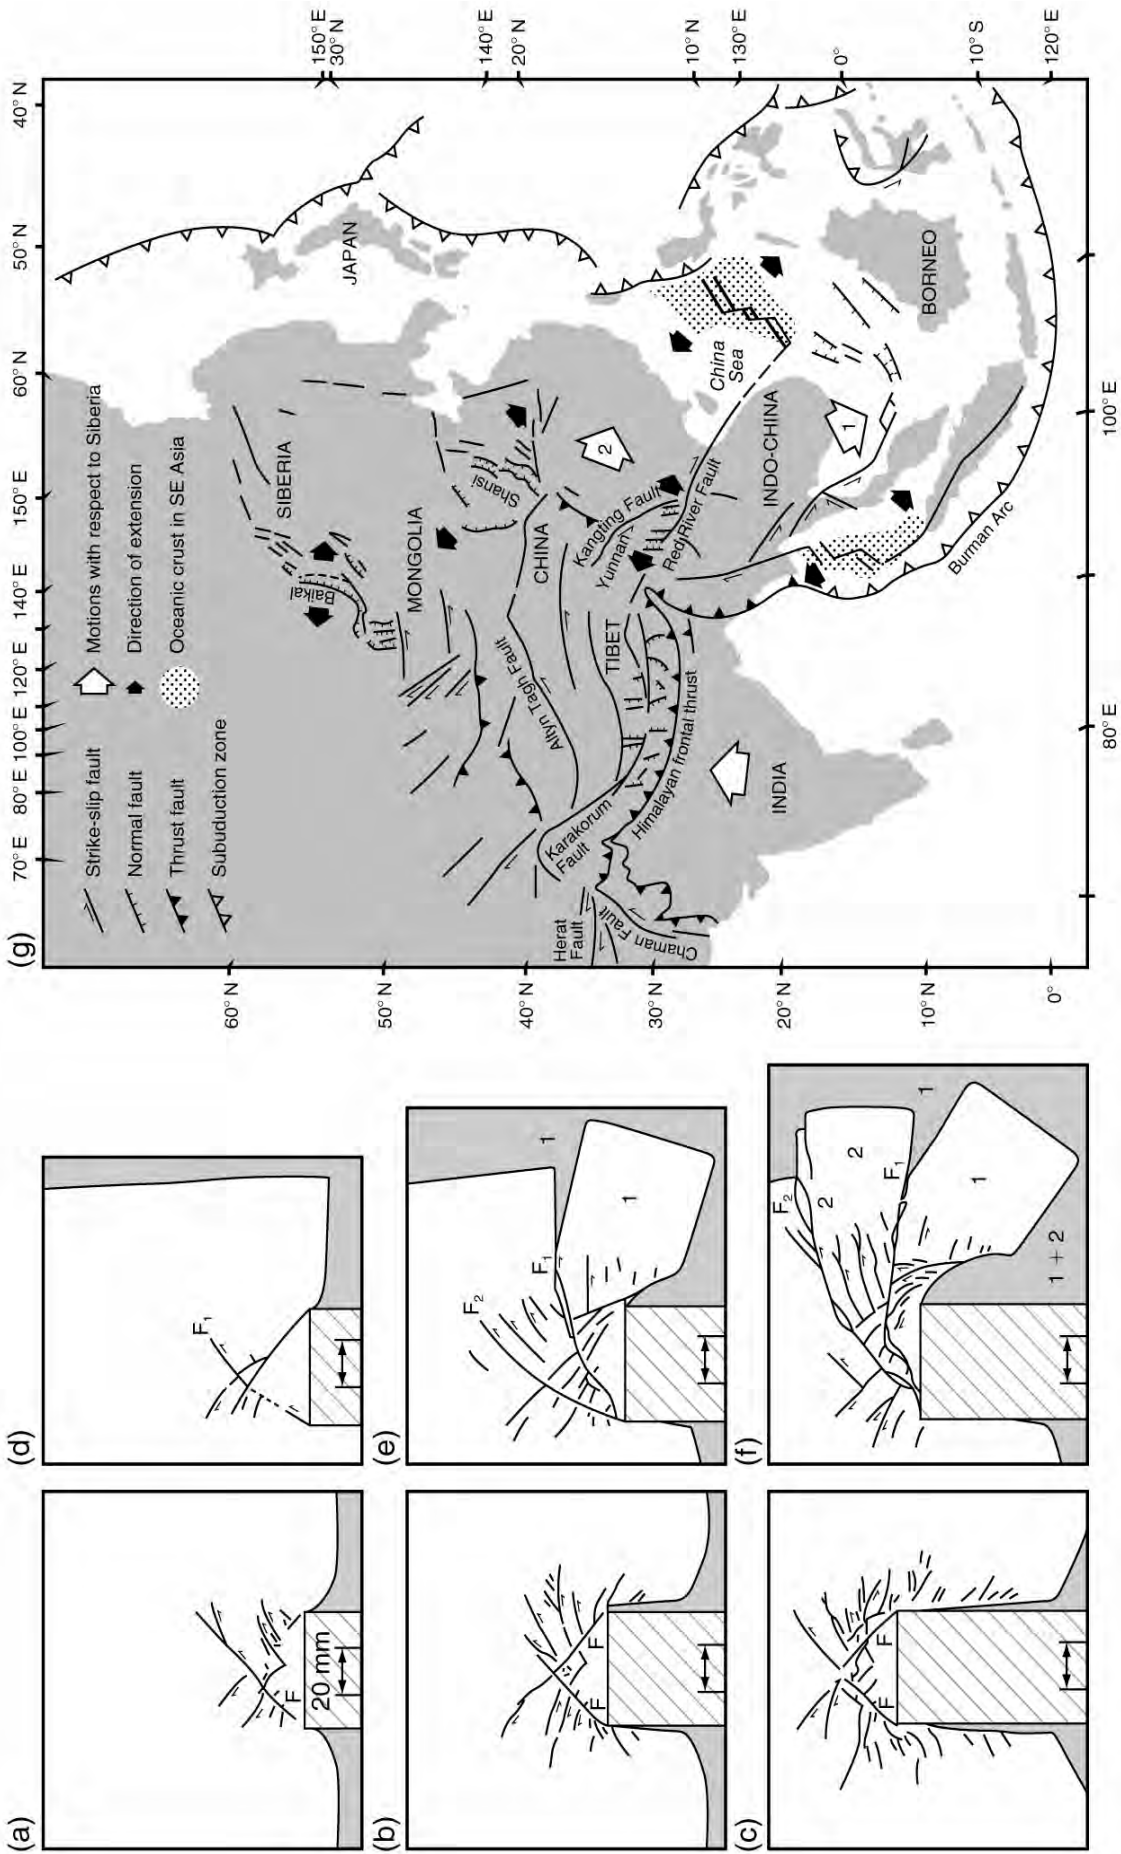 (a)
F
20 mm
(b)
F
F
(c)
F
F
(d)
F1
(e)
F2
F1
1
1
(f)
F2
2
2
F1
1
1
1 + 2
(g)
70° E
80° E
100° E
120° E
140° E
150° E
60° N
50° N
40° N
Strike-slip fault
Normal fault
Thrust fault
Subuduction zone
Motions with respect to Siberia
Direction of extension
Oceanic crust in SE Asia
60° N
50° N
40° N
30° N
20° N
10° N
0°
150° E
30° N
140° E
20° N
10° N
130° E
0°
10° S
120° E
80° E
100° E
SIBERIA
Baikal
MONGOLIA
Shansi
JAPAN
CHINA
Altyn Tagh Fault
TIBET
Kangting Fault
Yunnan
Red River Fault
Karakorum
Fault
Himalayan frontal thrust
Herat
Fault
Chaman Fault
INDIA
China
Sea
INDO-CHINA
BORNEO
Burman Arc
2
1